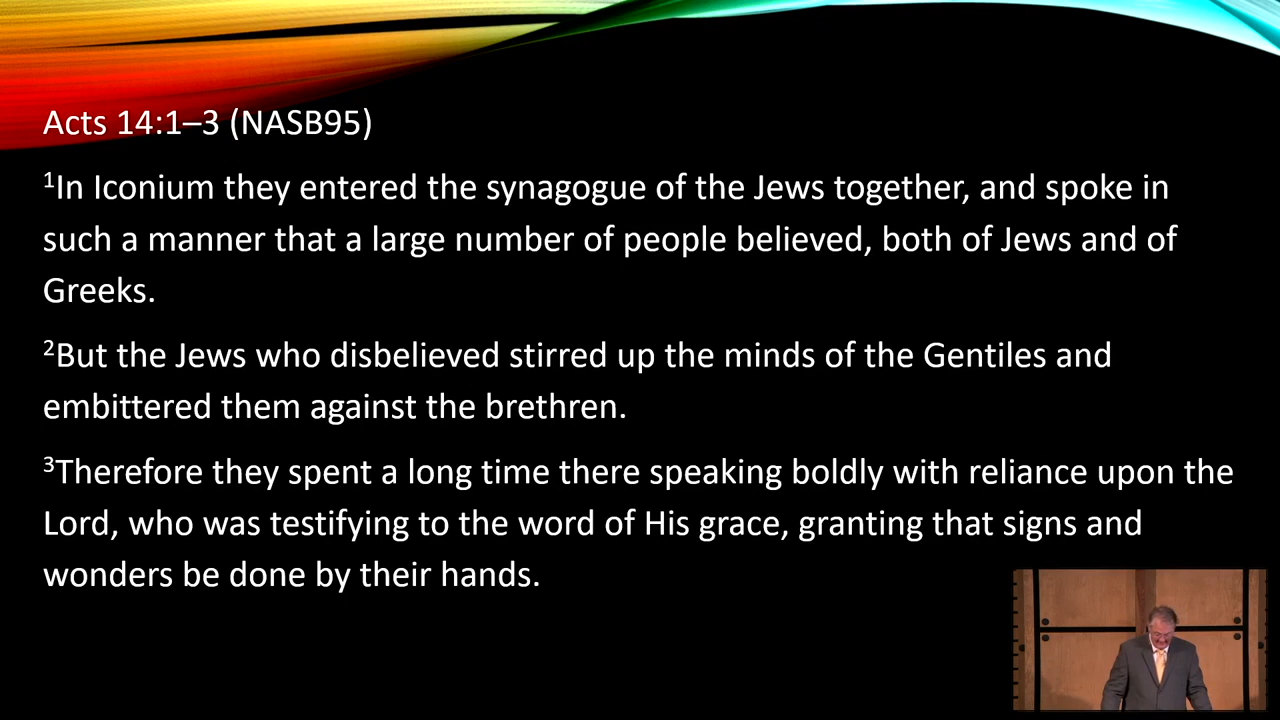 Acts 14:1–3 (NASB95)
¹In Iconium they entered the synagogue of the Jews together, and spoke in
such a manner that a large number of people believed, both of Jews and of
Greeks.
²But the Jews who disbelieved stirred up the minds of the Gentiles and
embittered them against the brethren.
³Therefore they spent a long time there speaking boldly with reliance upon the
Lord, who was testifying to the word of His grace, granting that signs and
wonders be done by their hands.